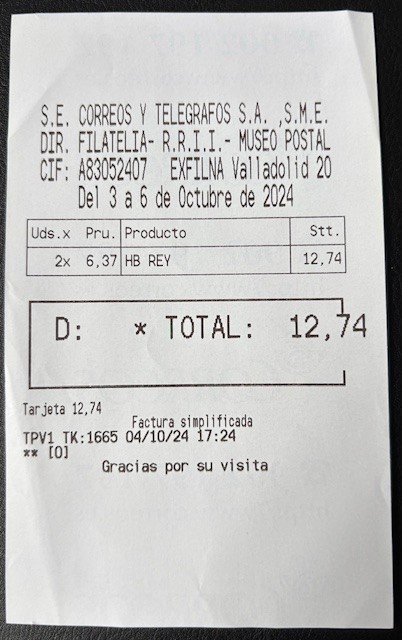 S.E. CORREOS Y TELEGRAFOS S.A. ,S.M.E.
DIR. FILATELIA- R.R.I.I.- MUSEO POSTAL
CIF: A83052407 EXFILNA Valladolid 20
Del 3 a 6 de Octubre de 2024
Uds.x Pru. Producto Stt.
2x 6,37 HB REY 12,74
D: * TOTAL: 12,74
Tarjeta 12,74
Factura simplificada
TPV1 TK:1665 04/10/24 17:24
** [O]
Gracias por su visita